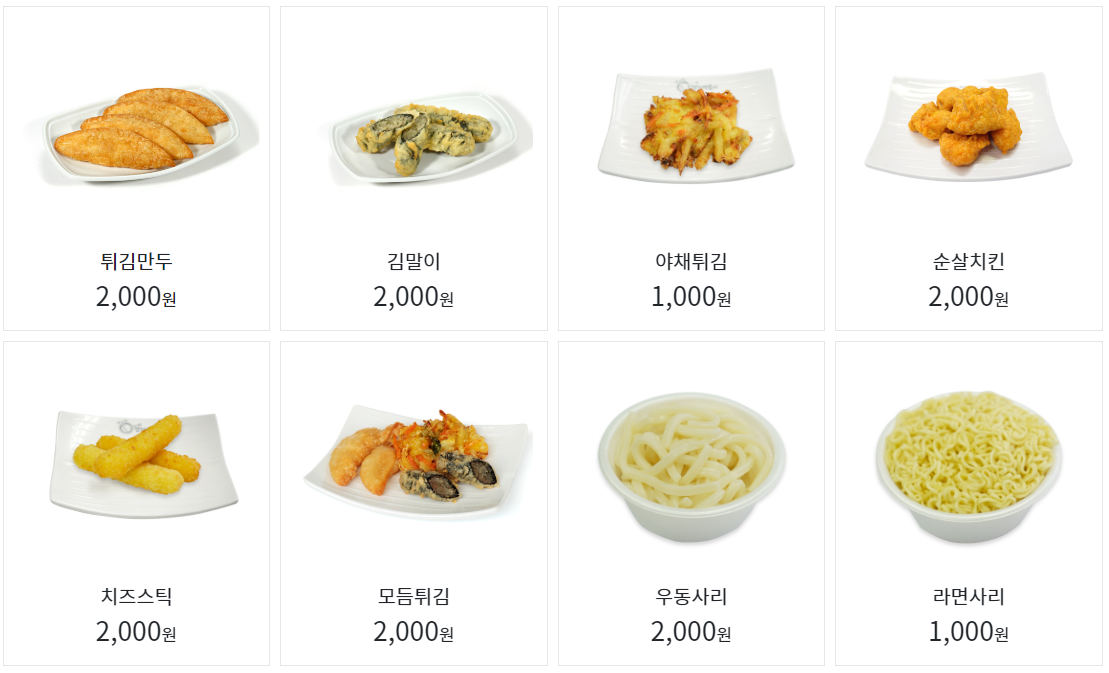 튀김만두
2,000원
김말이
2,000원
야채튀김
1,000원
순살치킨
2,000원
치즈스틱
2,000원
모듬튀김
2,000원
우동사리
2,000원
라면사리
1,000원